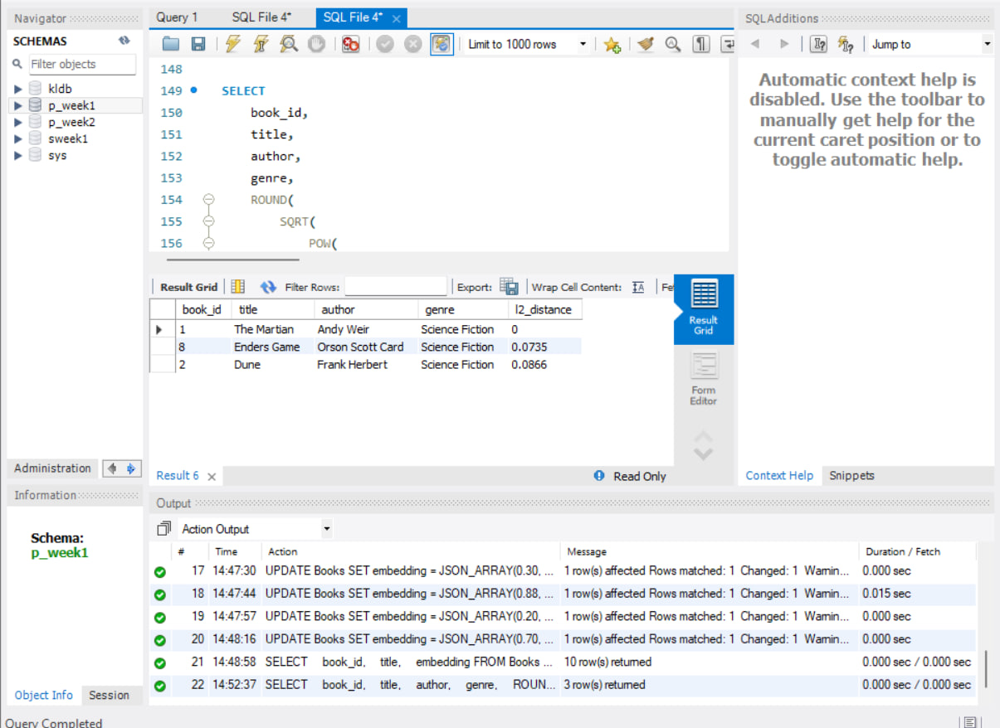 Navigator
SCHEMAS
Filter objects
kldb
p_week1
p_week2
sweek1
sys
Administration
Information
Schema:
p_week1
Object Info Session
Query Completed
Query 1 SQL File 4* SQL File 4*
Limit to 1000 rows
148
149 SELECT
150 book_id,
151 title,
152 author,
153 genre,
154 ROUND(
155 SQRT(
156 POW(
Result Grid Filter Rows: Export: Wrap Cell Content: Fe
book_id title author genre l2_distance
1 The Martian Andy Weir Science Fiction 0
8 Enders Game Orson Scott Card Science Fiction 0.0735
2 Dune Frank Herbert Science Fiction 0.0866
Result
Grid
Form
Editor
Result 6 Read Only
SQLAdditions
Jump to
Automatic context help is
disabled. Use the toolbar to
manually get help for the
current caret position or to
toggle automatic help.
Context Help Snippets
Output
Action Output
# Time Action Message Duration / Fetch
17 14:47:30 UPDATE Books SET embedding = JSON_ARRAY(0.30, ... 1 row(s) affected Rows matched: 1 Changed: 1 Warnin... 0.000 sec
18 14:47:44 UPDATE Books SET embedding = JSON_ARRAY(0.88, ... 1 row(s) affected Rows matched: 1 Changed: 1 Warnin... 0.015 sec
19 14:47:57 UPDATE Books SET embedding = JSON_ARRAY(0.20, ... 1 row(s) affected Rows matched: 1 Changed: 1 Warnin... 0.000 sec
20 14:48:16 UPDATE Books SET embedding = JSON_ARRAY(0.70, ... 1 row(s) affected Rows matched: 1 Changed: 1 Warnin... 0.000 sec
21 14:48:58 SELECT book_id, title, embedding FROM Books ... 10 row(s) returned 0.000 sec / 0.000 sec
22 14:52:37 SELECT book_id, title, author, genre, ROUN... 3 row(s) returned 0.000 sec / 0.000 sec